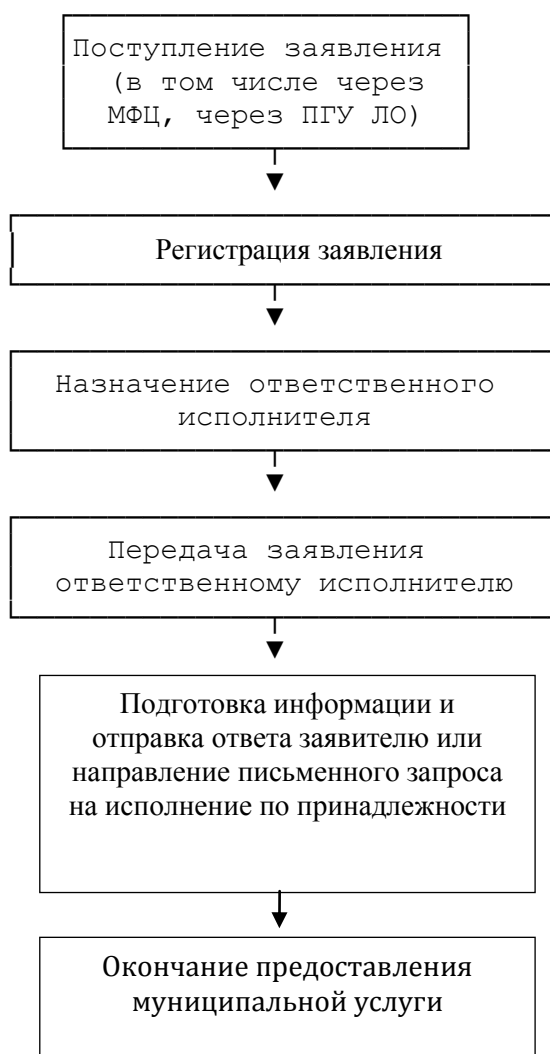 Поступление заявления
(в том числе через
МФЦ, через ПГУ ЛО)
Регистрация заявления
Назначение ответственного
исполнителя
Передача заявления
ответственному исполнителю
Подготовка информации и
отправка ответа заявителю или
направление письменного запроса
на исполнение по принадлежности
Окончание предоставления
муниципальной услуги